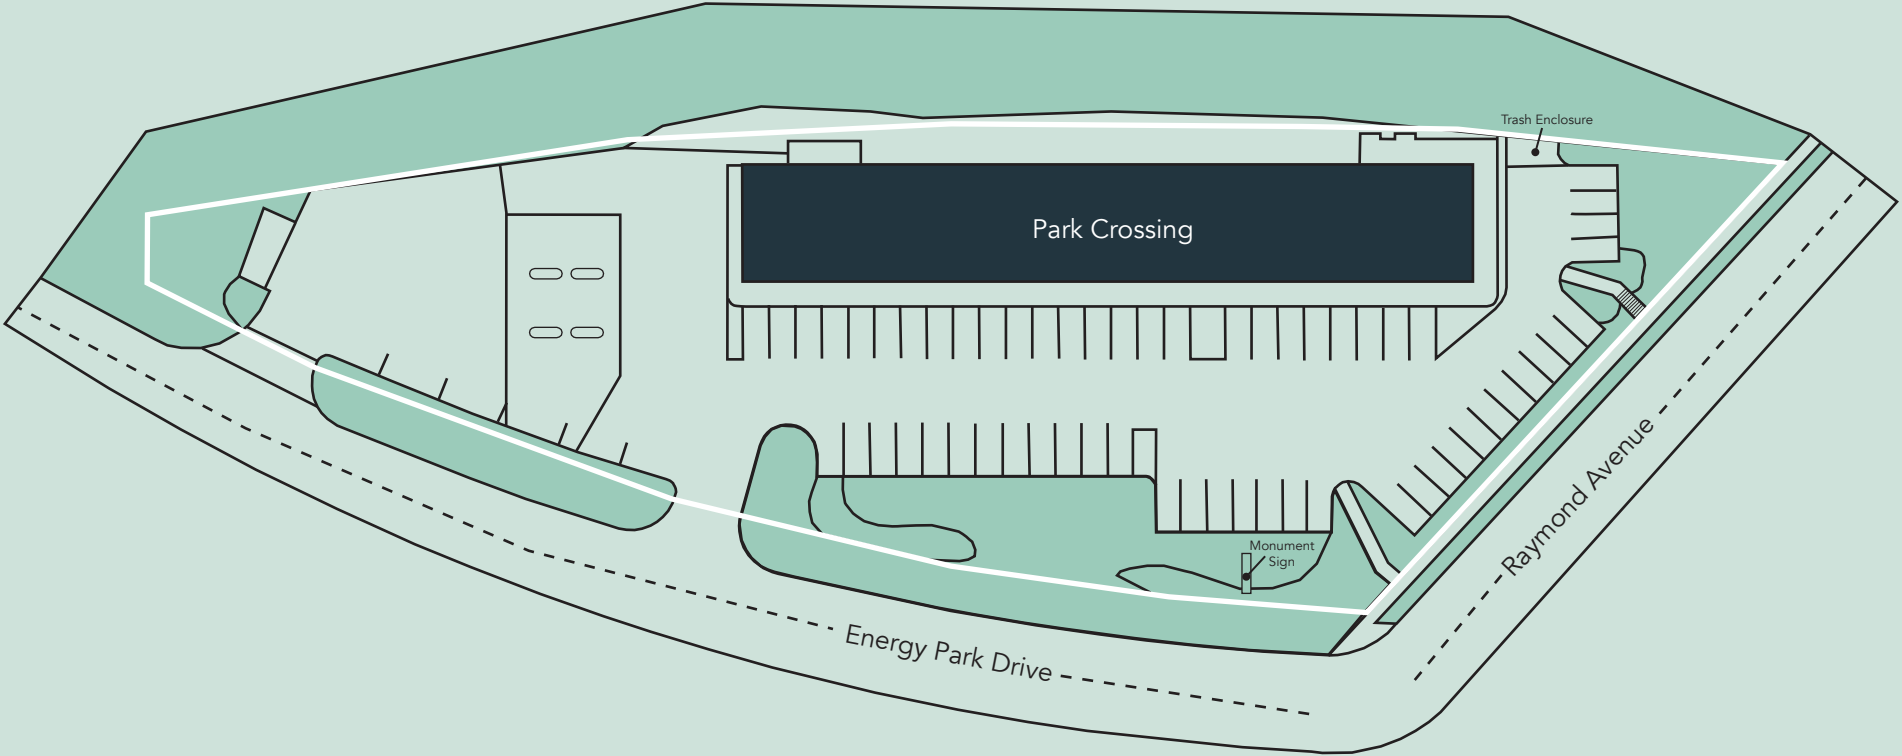 Trash Enclosure
Park Crossing
Raymond Avenue
Monument
Sign
Energy Park Drive